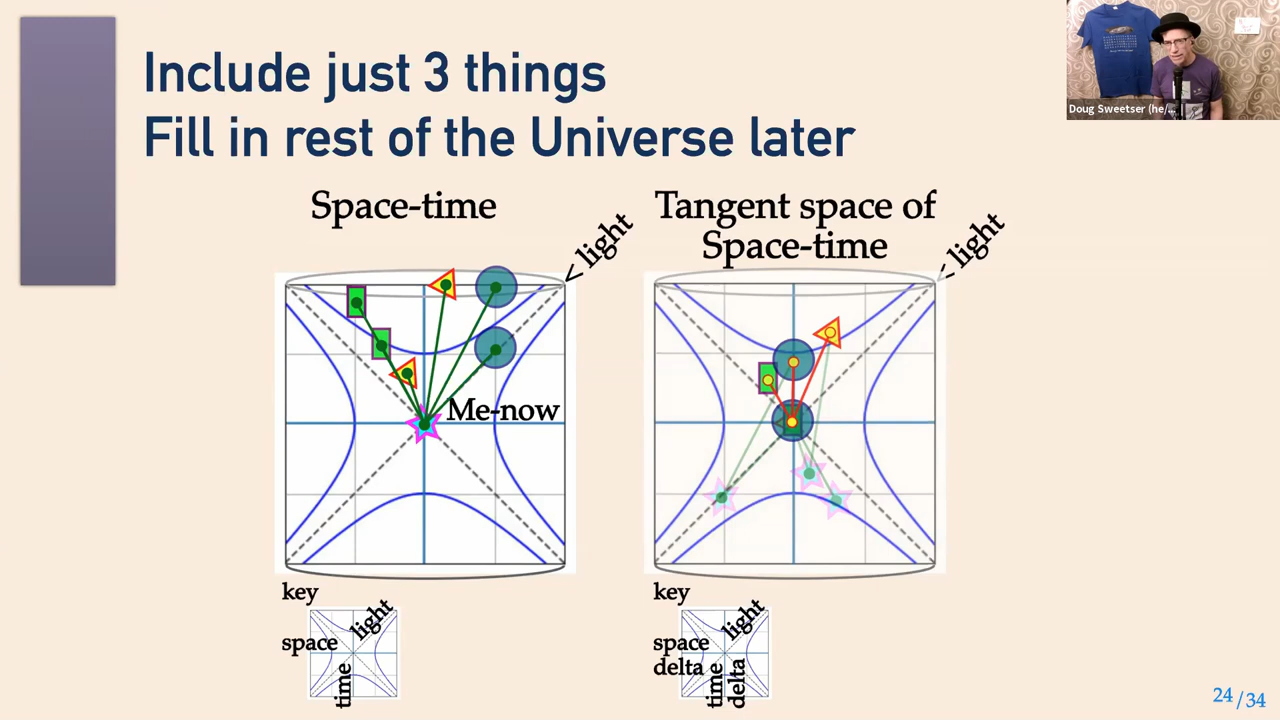 Include just 3 things
Fill in rest of the Universe later
Doug Sweetser (he/...
Space-time
< light
Me-now
key
space
light
time
Tangent space of
Space-time
< light
key
space
delta
light
time
delta
24/34